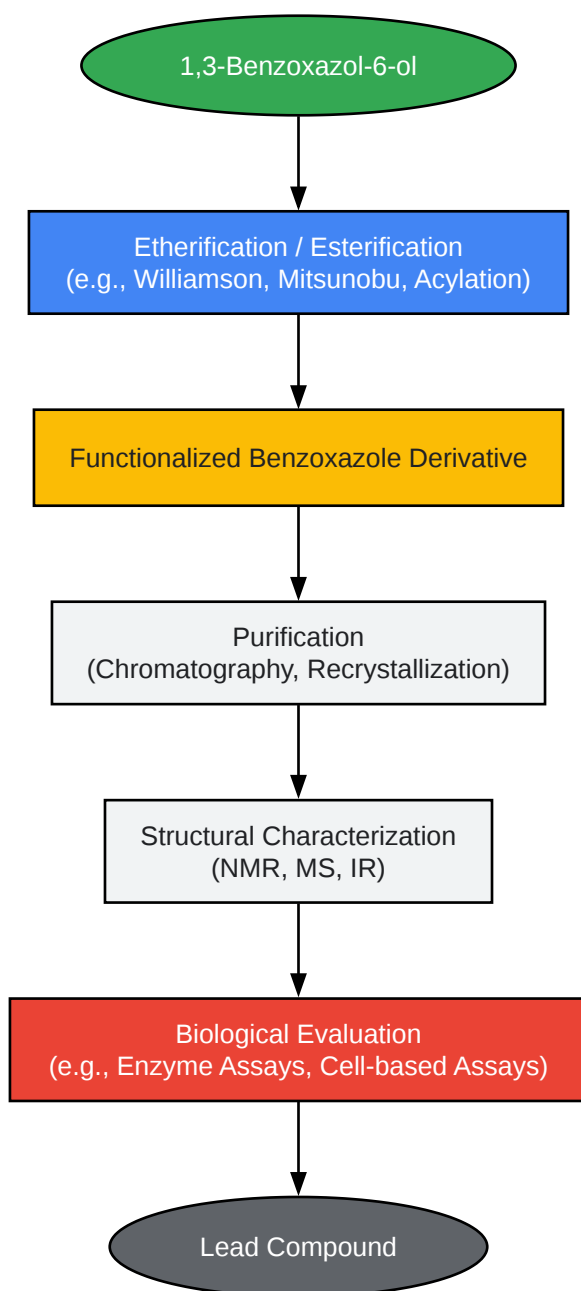 1,3-Benzoxazol-6-ol
Etherification / Esterification
(e.g., Williamson, Mitsunobu, Acylation)
Functionalized Benzoxazole Derivative
Purification
(Chromatography, Recrystallization)
Structural Characterization
(NMR, MS, IR)
Biological Evaluation
(e.g., Enzyme Assays, Cell-based Assays)
Lead Compound